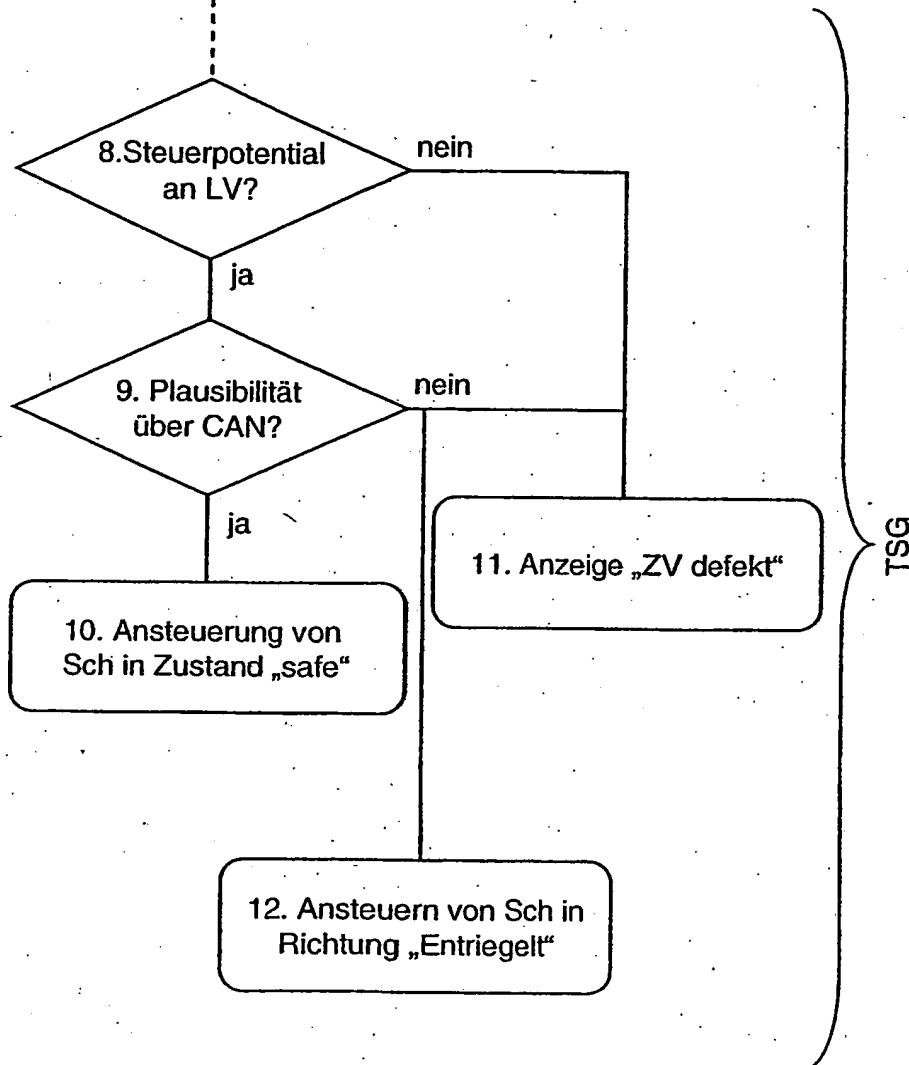 8.Steuerpotential
an LV?
nein
ja
9. Plausibilität
über CAN?
nein
ja
11. Anzeige „ZV defekt“
10. Ansteuerung von
Sch in Zustand „safe“
12. Ansteuern von Sch in
Richtung „Entriegelt“
TSG